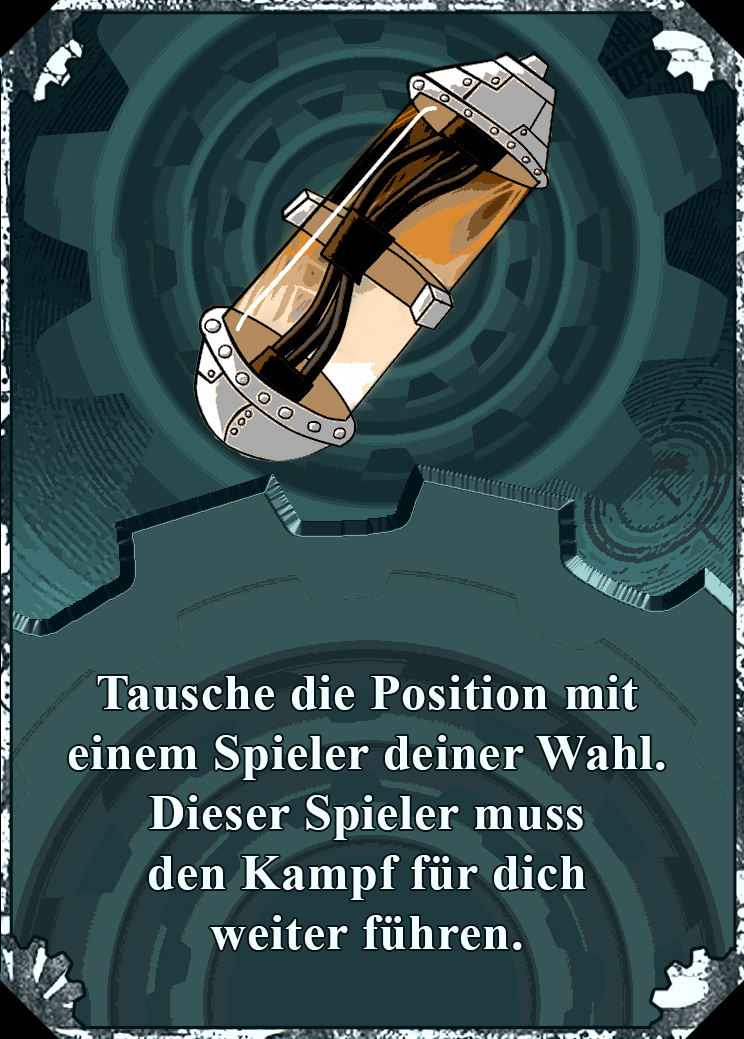 Tausche die Position mit
einem Spieler deiner Wahl.
Dieser Spieler muss
den Kampf für dich
weiter führen.